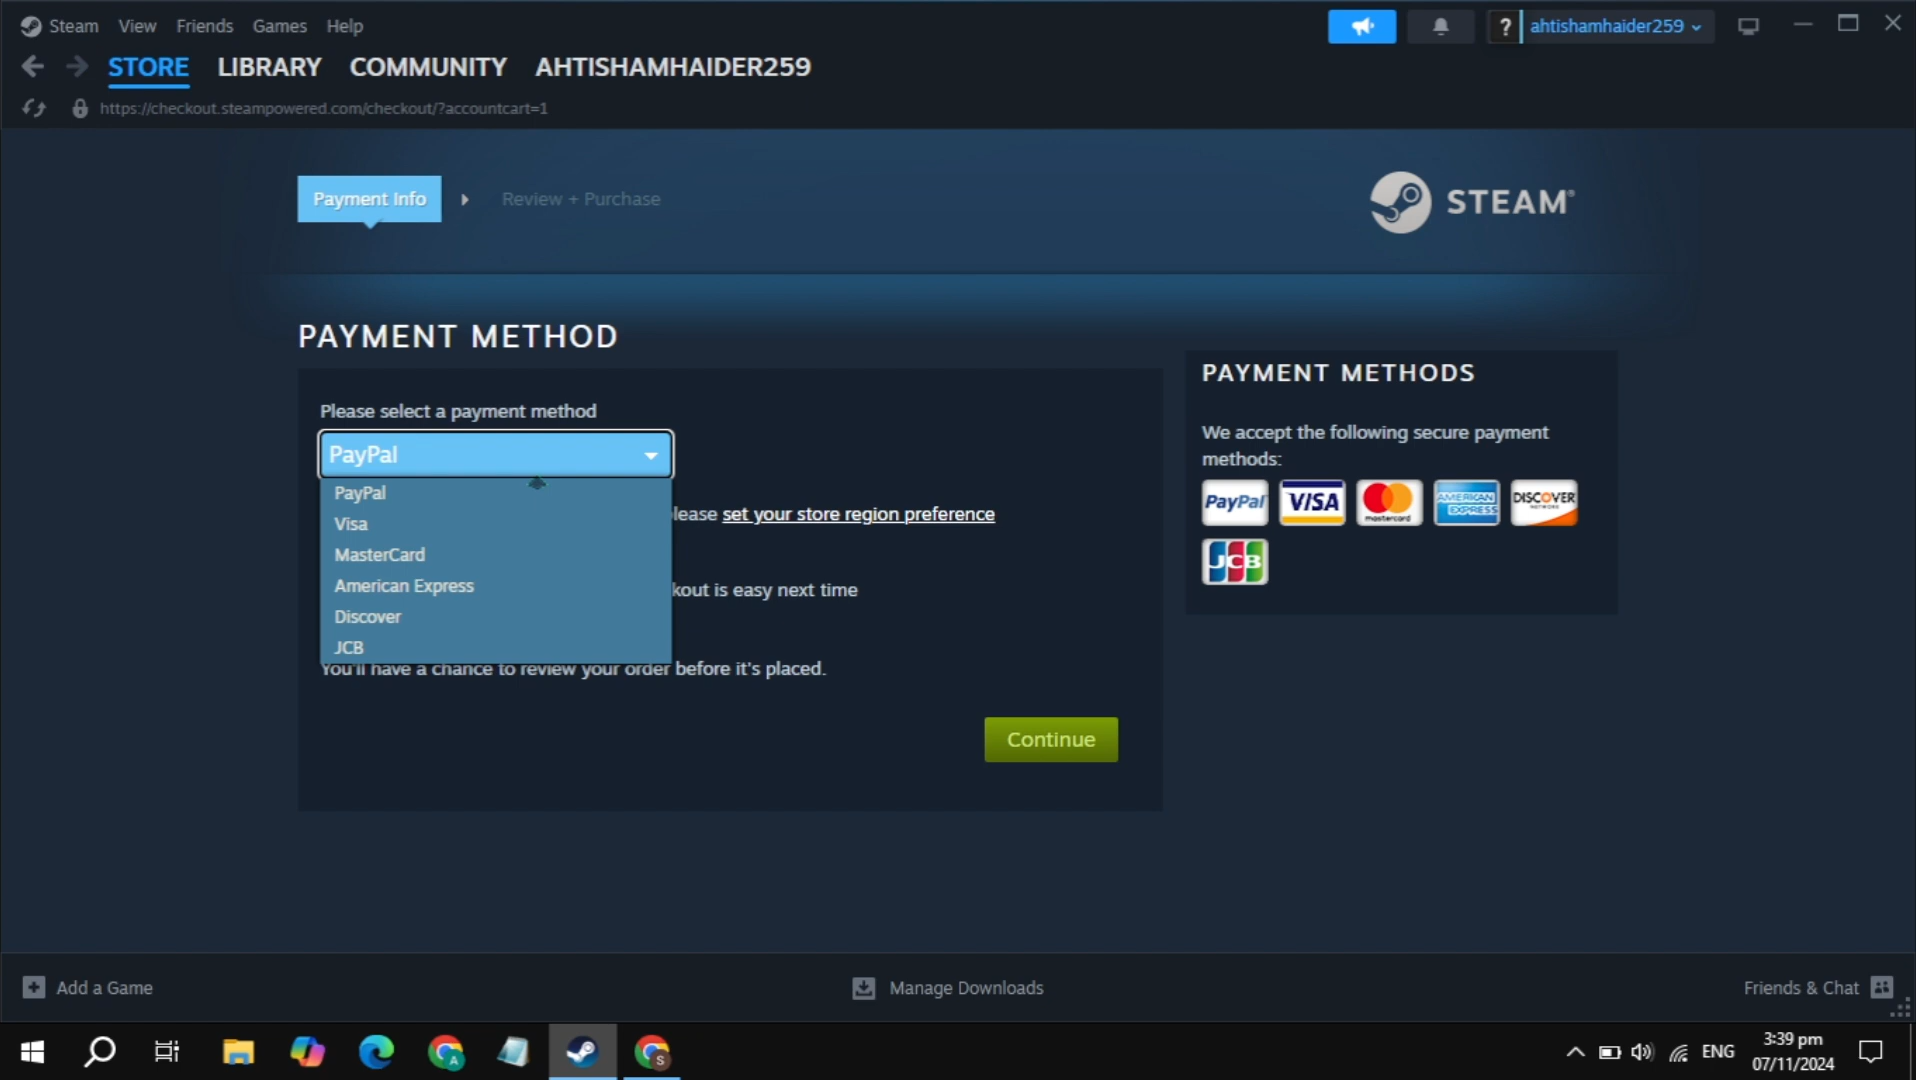 Steam View Friends Games Help
? ahtishamhaider259
STORE LIBRARY COMMUNITY AHTISHAMHAIDER259
https://checkout.steampowered.com/checkout/?accountcart=1
Payment Info Review + Purchase
STEAM®
PAYMENT METHOD
Please select a payment method
PayPal
PayPal
Visa
MasterCard
American Express
Discover
JCB
lease set your store region preference
kout is easy next time
You'll have a chance to review your order before it's placed.
Continue
PAYMENT METHODS
We accept the following secure payment
methods:
PayPal VISA mastercard AMERICAN EXPRESS DISCOVER NETWORK
JCB
Add a Game Manage Downloads Friends & Chat
A S ENG 3:39 pm
07/11/2024